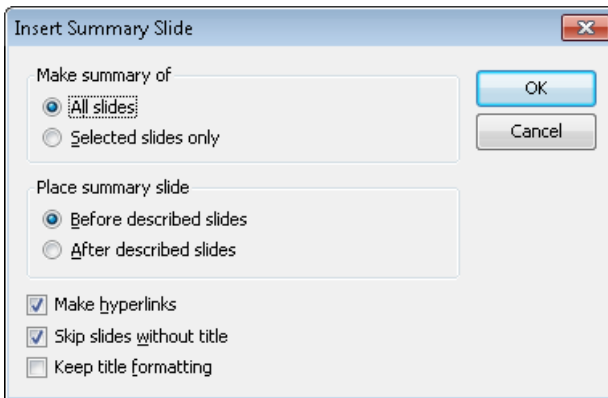 Insert Summary Slide
Make summary of
All slides
Selected slides only
OK
Cancel
Place summary slide
Before described slides
After described slides
Make hyperlinks
Skip slides without title
Keep title formatting